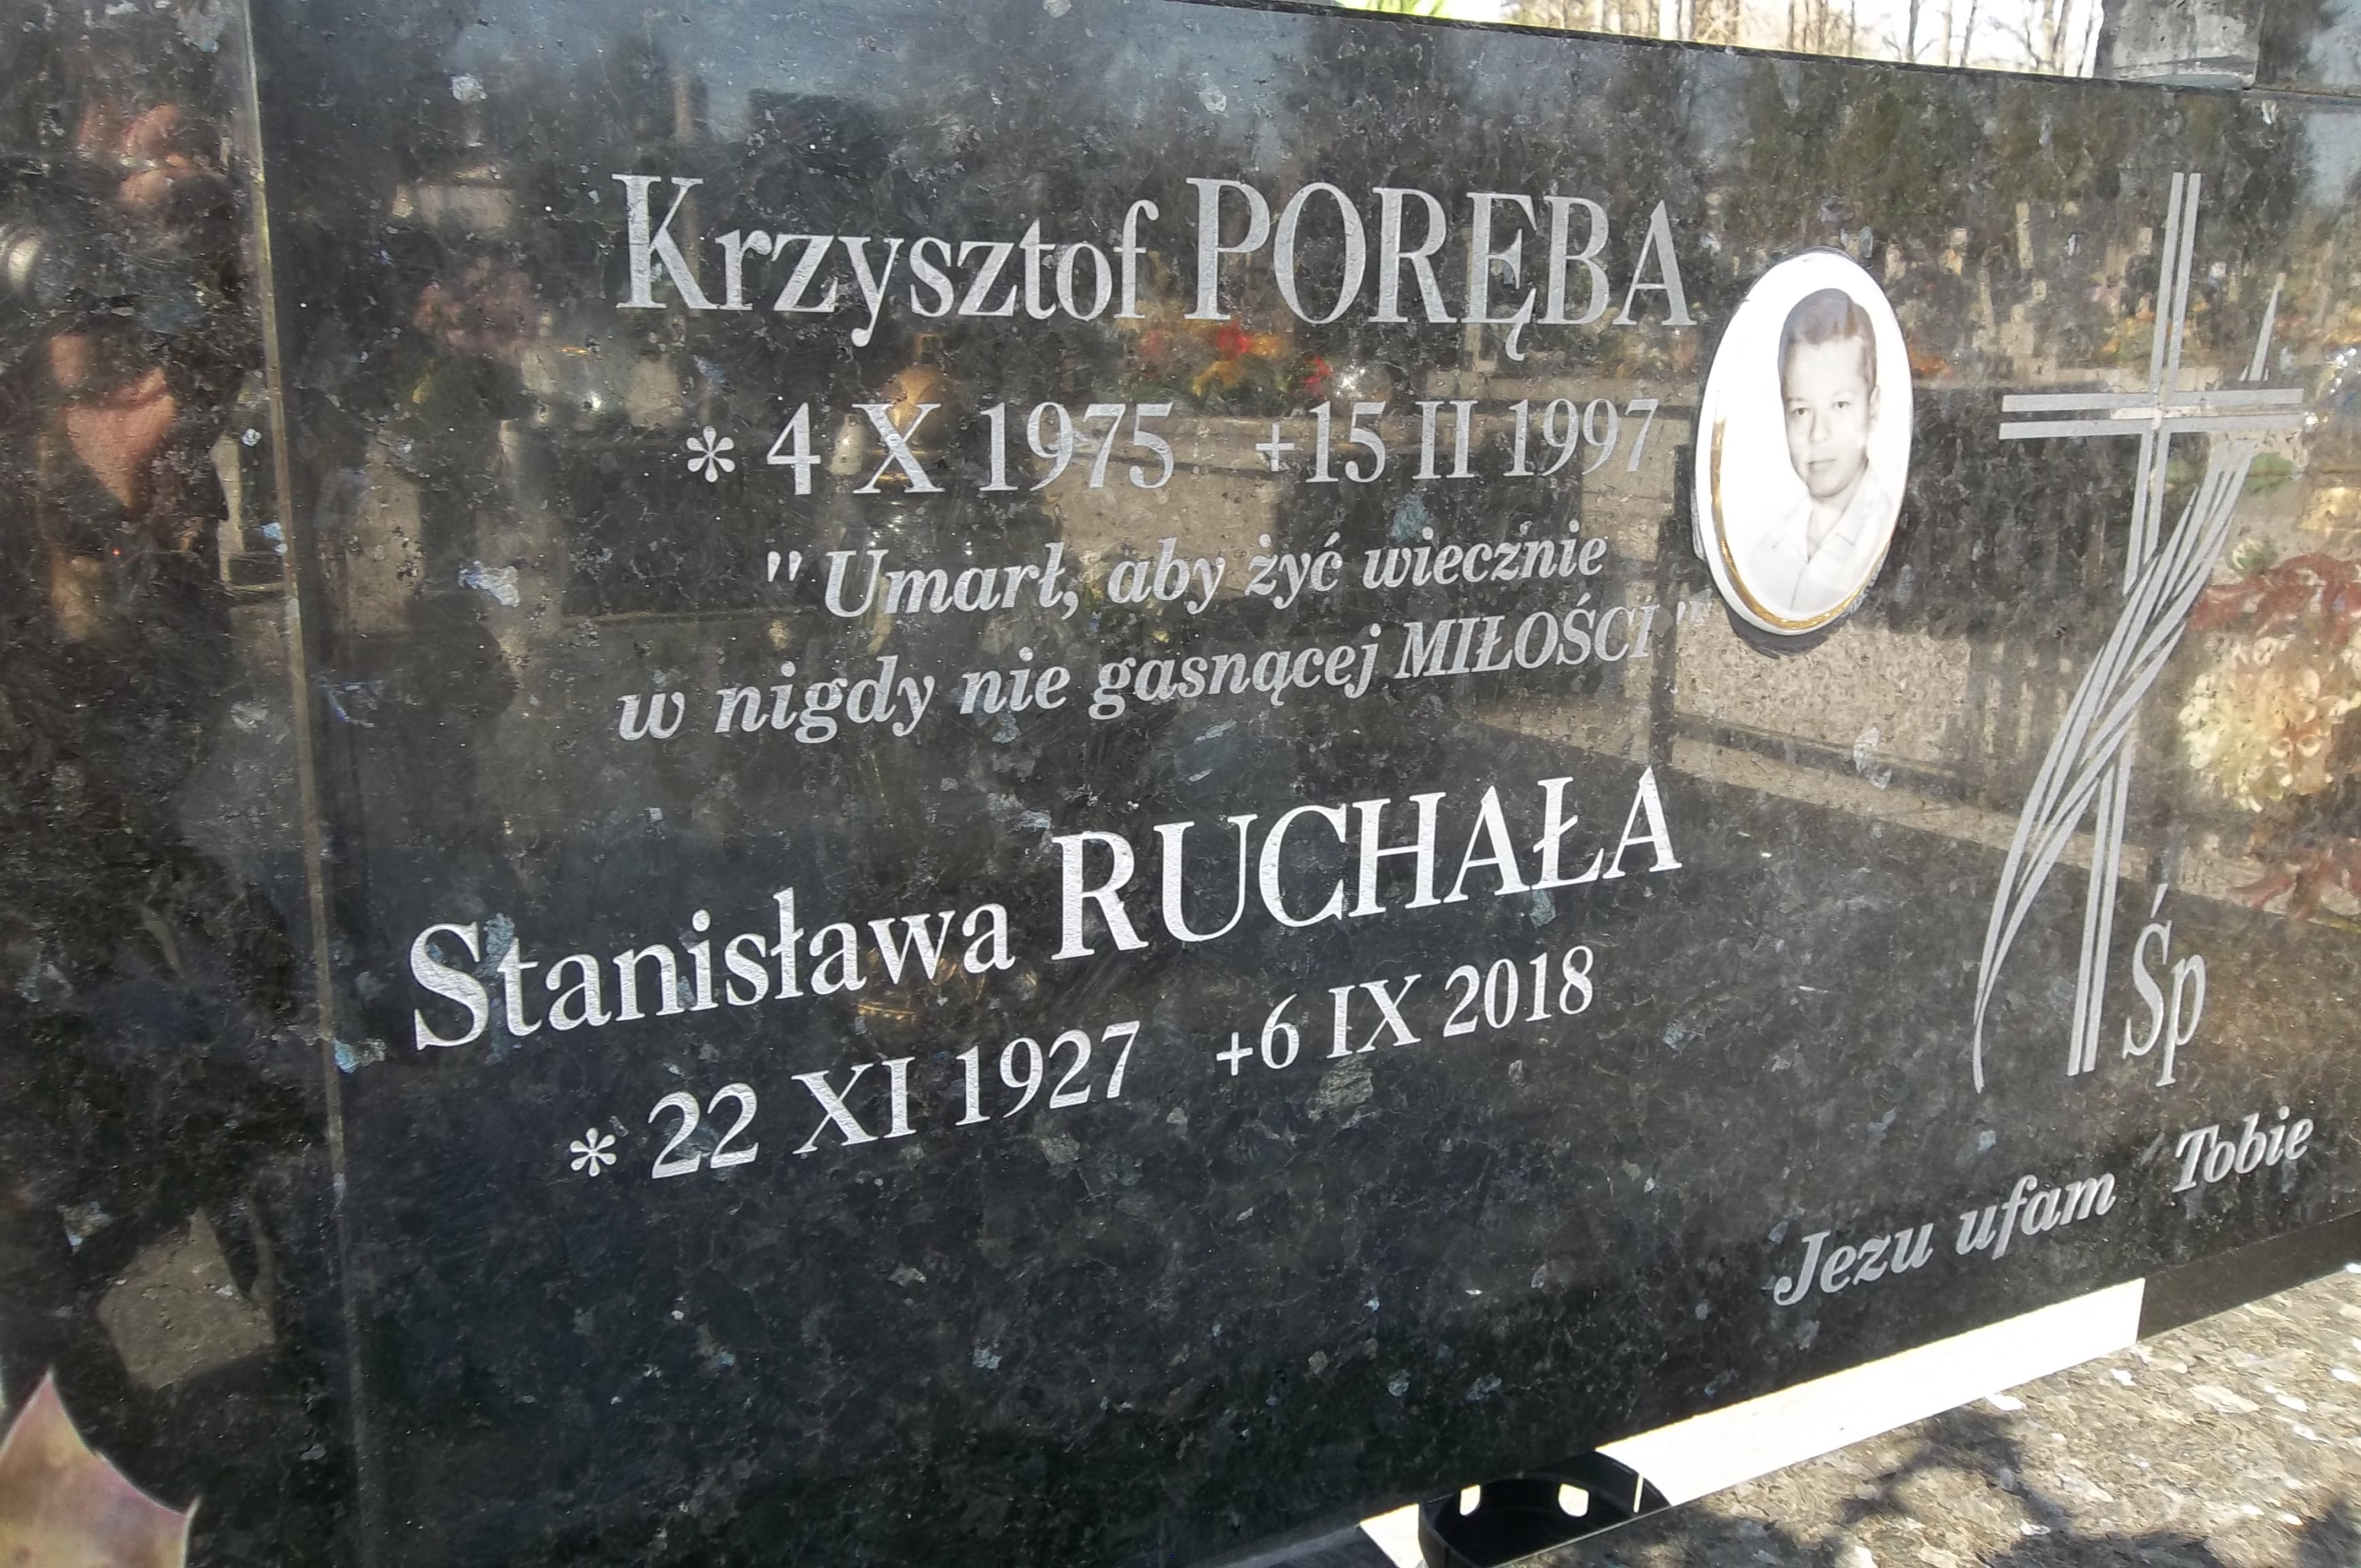 Krzysztof PORĘBA
* 4 X 1975 +15 II 1997
"Umarł, aby żyć wiecznie
w nigdy nie gasnącej MIŁOŚCI"
Stanisława RUCHAŁA
* 22 XI 1927 +6 IX 2018
Śp
Jezu ufam Tobie